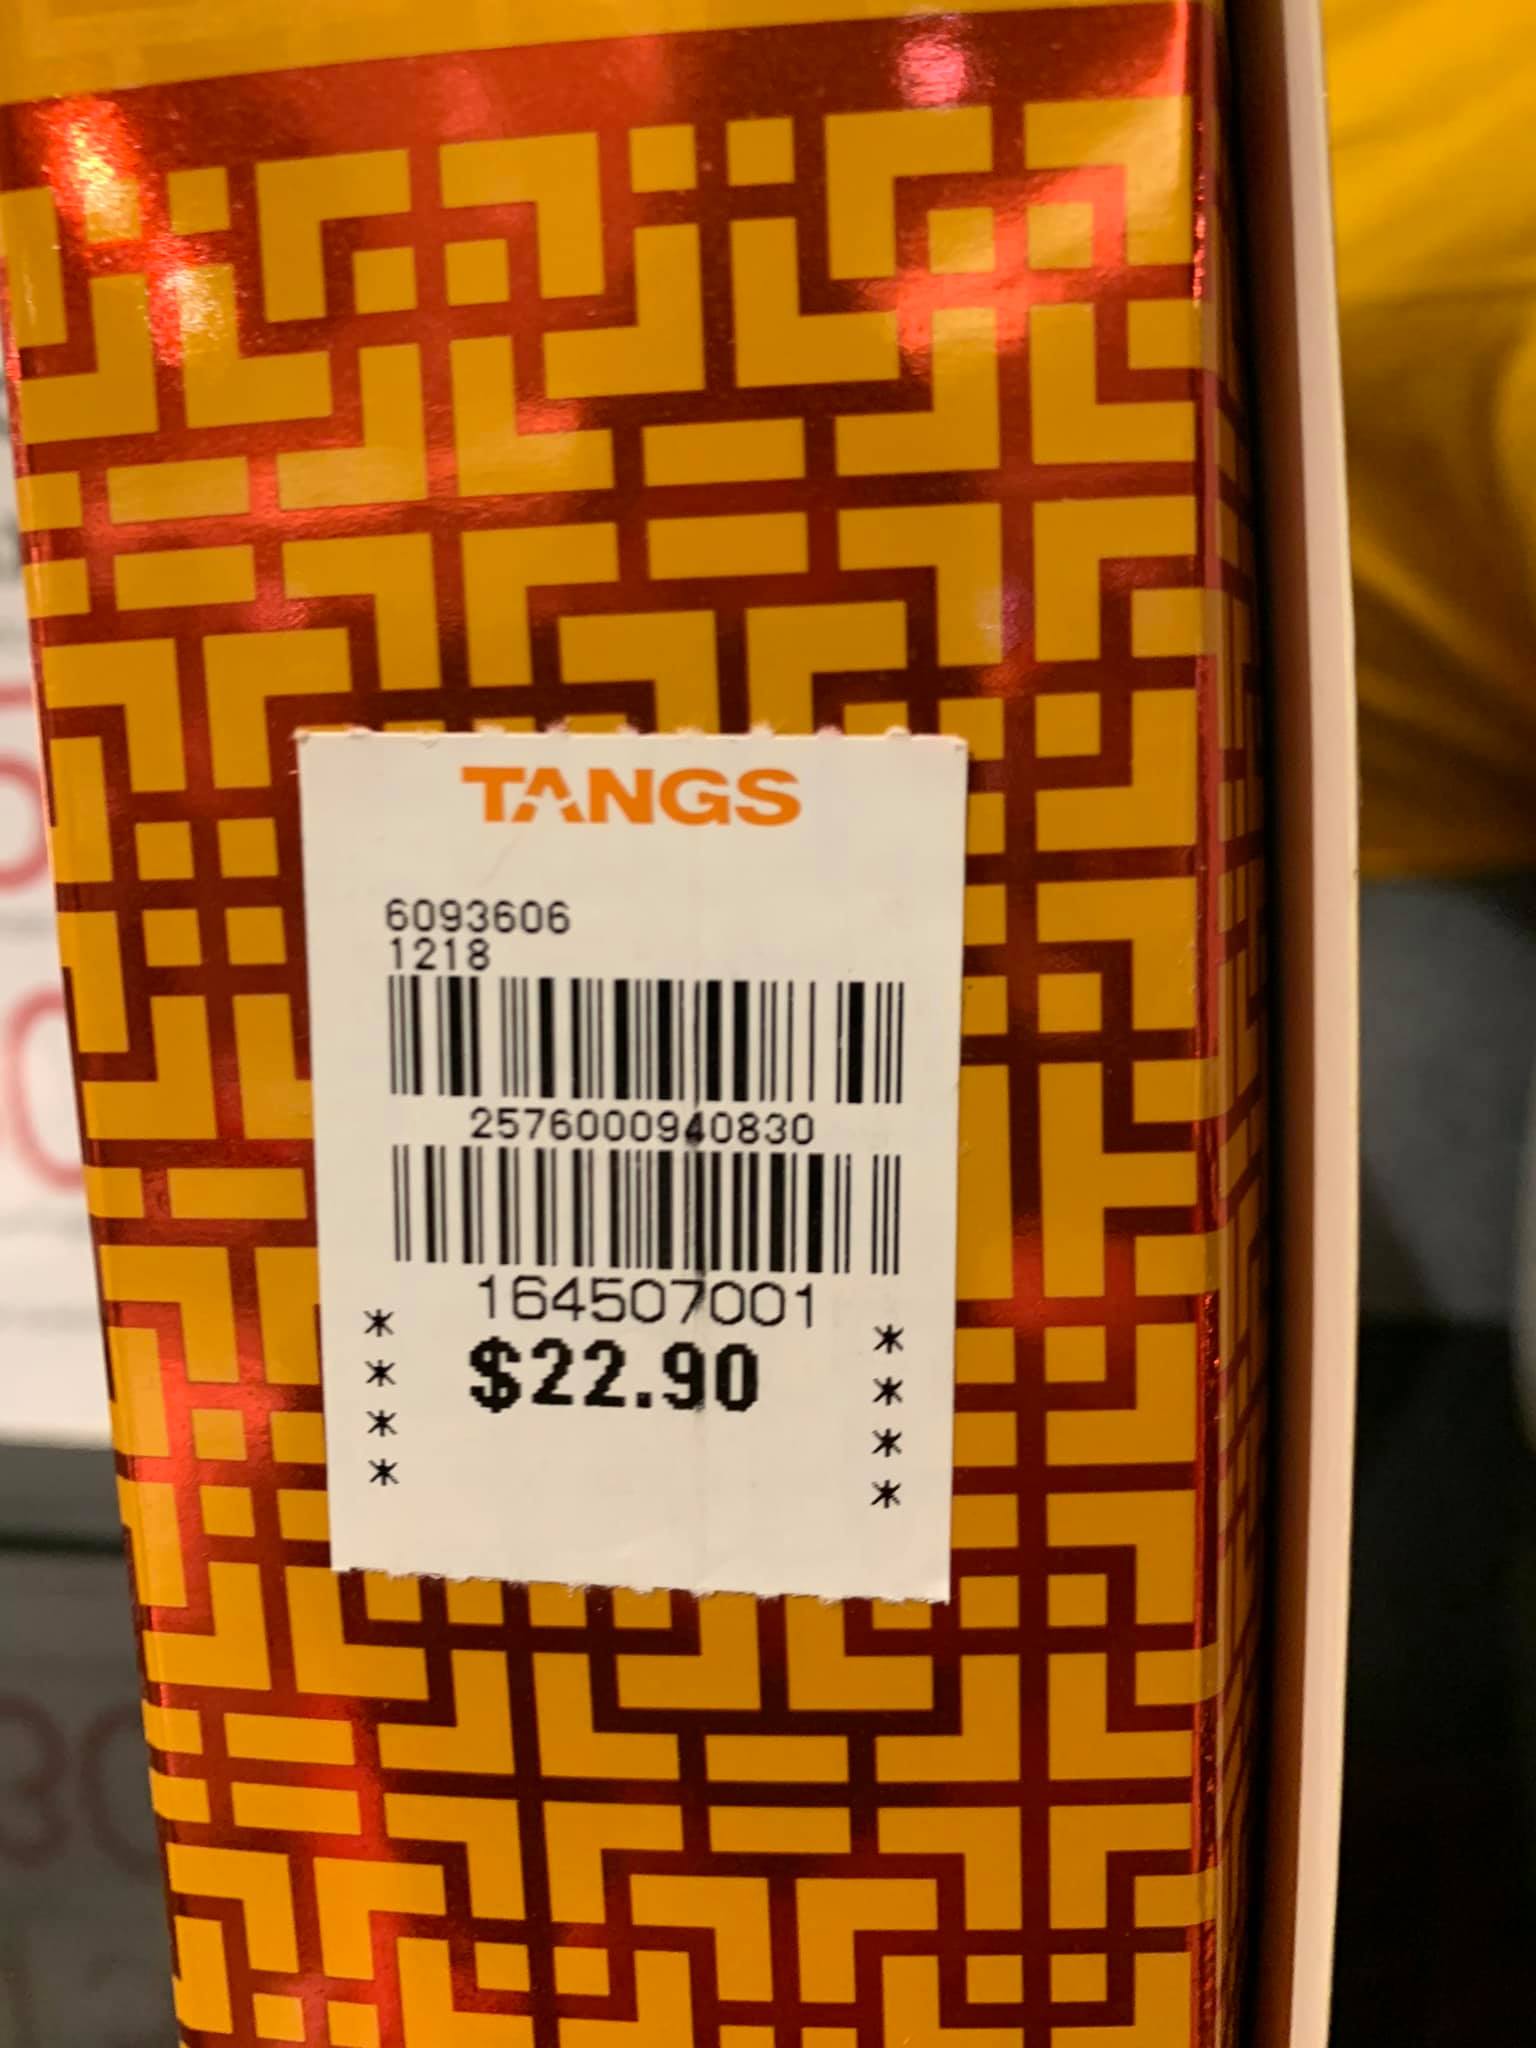 TANGS
6093606
1218
2576000940830
164507001
$22.90
* * * *
* * * *